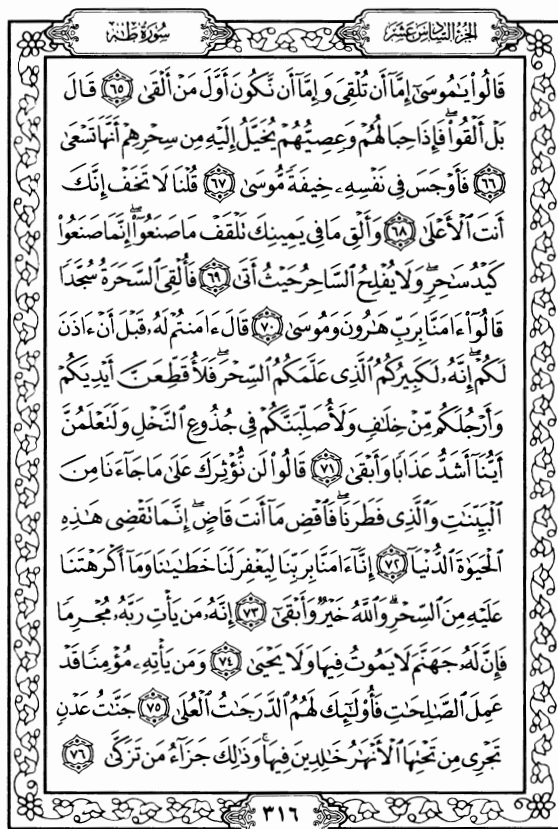 سُورَةُ طه
الجُزْءُ السَّادِسَ عَشَرَ
قَالُوا۟ يَٰمُوسَىٰٓ إِمَّآ أَن تُلْقِىَ وَإِمَّآ أَن نَّكُونَ أَوَّلَ مَنْ أَلْقَىٰ ٦٥ قَالَ
بَلْ أَلْقُوا۟ۖ فَإِذَا حِبَالُهُمْ وَعِصِيُّهُمْ يُخَيَّلُ إِلَيْهِ مِن سِحْرِهِمْ أَنَّهَا تَسْعَىٰ
٦٦ فَأَوْجَسَ فِى نَفْسِهِۦ خِيفَةً مُّوسَىٰ ٦٧ قُلْنَا لَا تَخَفْ إِنَّكَ
أَنتَ ٱلْأَعْلَىٰ ٦٨ وَأَلْقِ مَا فِى يَمِينِكَ تَلْقَفْ مَا صَنَعُوٓا۟ۖ إِنَّمَا صَنَعُوا۟
كَيْدُ سَٰحِرٍۖ وَلَا يُفْلِحُ ٱلسَّاحِرُ حَيْثُ أَتَىٰ ٦٩ فَأُلْقِىَ ٱلسَّحَرَةُ سُجَّدًا
قَالُوٓا۟ ءَامَنَّا بِرَبِّ هَٰرُونَ وَمُوسَىٰ ٧٠ قَالَ ءَامَنتُمْ لَهُۥ قَبْلَ أَنْ ءَاذَنَ
لَكُمْۖ إِنَّهُۥ لَكَبِيرُكُمُ ٱلَّذِى عَلَّمَكُمُ ٱلسِّحْرَۖ فَلَأُقَطِّعَنَّ أَيْدِيَكُمْ
وَأَرْجُلَكُم مِّنْ خِلَٰفٍ وَلَأُصَلِّبَنَّكُمْ فِى جُذُوعِ ٱلنَّخْلِ وَلَتَعْلَمُنَّ
أَيُّنَآ أَشَدُّ عَذَابًا وَأَبْقَىٰ ٧١ قَالُوا۟ لَن نُّؤْثِرَكَ عَلَىٰ مَا جَآءَنَا مِنَ
ٱلْبَيِّنَٰتِ وَٱلَّذِى فَطَرَنَاۖ فَٱقْضِ مَآ أَنتَ قَاضٍۖ إِنَّمَا تَقْضِى هَٰذِهِ
ٱلْحَيَوٰةَ ٱلدُّنْيَآ ٧٢ إِنَّآ ءَامَنَّا بِرَبِّنَا لِيَغْفِرَ لَنَا خَطَٰيَٰنَا وَمَآ أَكْرَهْتَنَا
عَلَيْهِ مِنَ ٱلسِّحْرِۗ وَٱللَّهُ خَيْرٌ وَأَبْقَىٰٓ ٧٣ إِنَّهُۥ مَن يَأْتِ رَبَّهُۥ مُجْرِمًا
فَإِنَّ لَهُۥ جَهَنَّمَ لَا يَمُوتُ فِيهَا وَلَا يَحْيَىٰ ٧٤ وَمَن يَأْتِهِۦ مُؤْمِنًا قَدْ
عَمِلَ ٱلصَّٰلِحَٰتِ فَأُو۟لَٰٓئِكَ لَهُمُ ٱلدَّرَجَٰتُ ٱلْعُلَىٰ ٧٥ جَنَّٰتُ عَدْنٍ
تَجْرِى مِن تَحْتِهَا ٱلْأَنْهَٰرُ خَٰلِدِينَ فِيهَاۚ وَذَٰلِكَ جَزَآءُ مَن تَزَكَّىٰ ٧٦
٣١٦